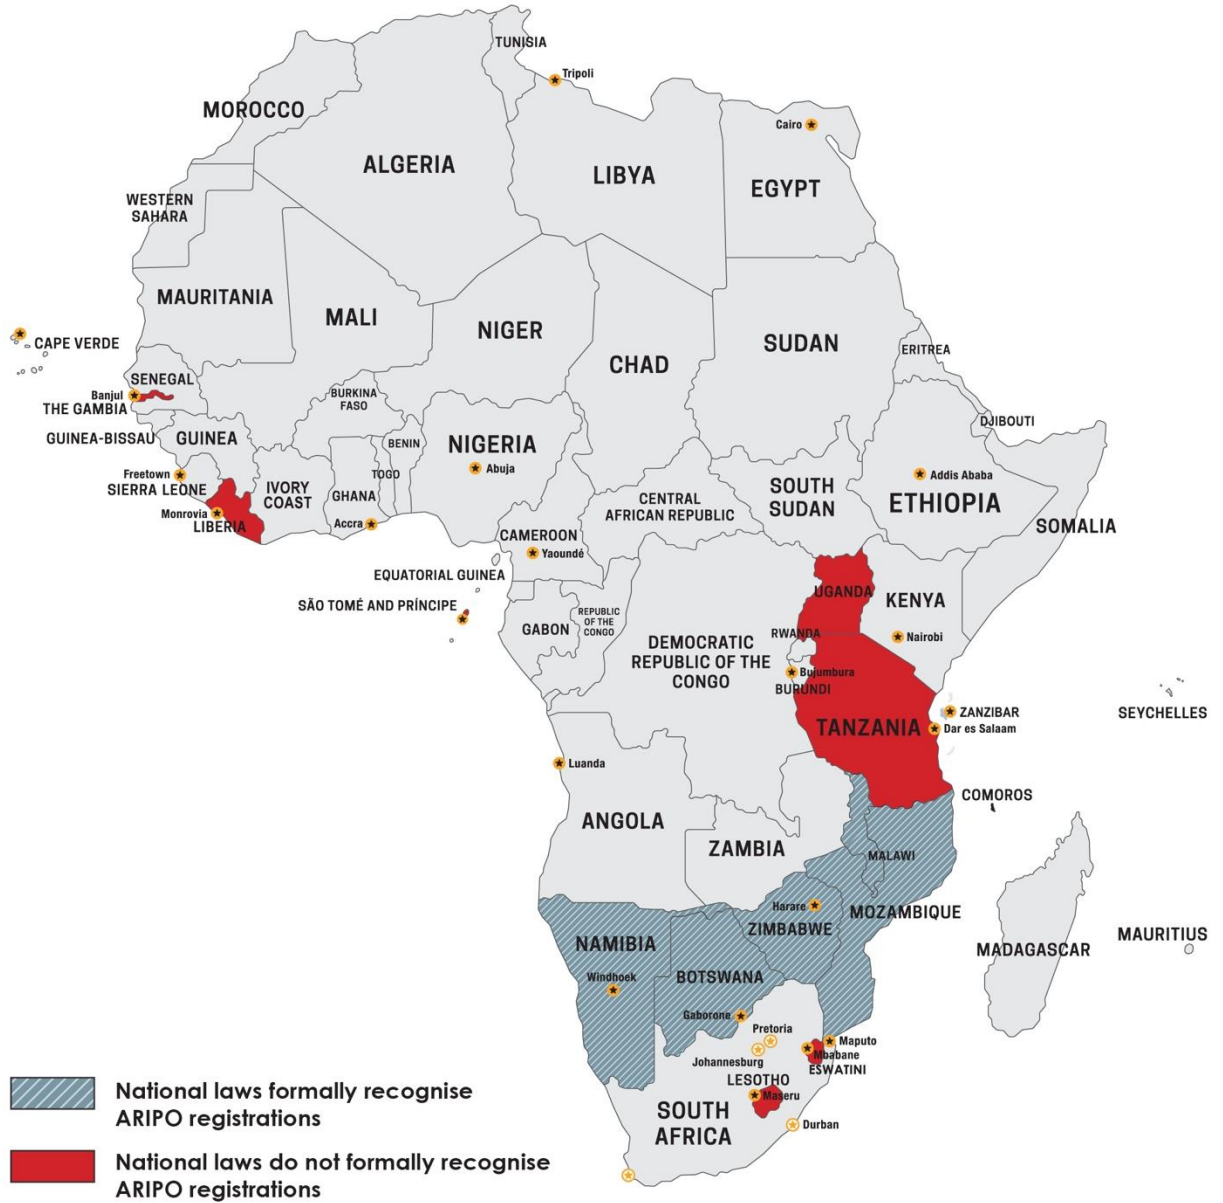 TUNISIA
Tripoli
MOROCCO
Cairo
ALGERIA
LIBYA
EGYPT
WESTERN
SAHARA
MAURITANIA
MALI
NIGER
CHAD
SUDAN
CAPE VERDE
ERITREA
SENEGAL
Banjul
THE GAMBIA
BURKINA
FASO
DJIBOUTI
GUINEA-BISSAU
GUINEA
BENIN
NIGERIA
Abuja
Freetown
SIERRA LEONE
IVORY
COAST
GHANA
TOGO
Addis Ababa
ETHIOPIA
SOUTH
SUDAN
CENTRAL
AFRICAN REPUBLIC
Monrovia
LIBERIA
Accra
SOMALIA
CAMEROON
Yaoundé
EQUATORIAL GUINEA
UGANDA
KENYA
SÃO TOMÉ AND PRÍNCIPE
GABON
REPUBLIC
OF THE
CONGO
DEMOCRATIC
REPUBLIC OF THE
CONGO
RWANDA
Nairobi
Bujumbura
BURUNDI
TANZANIA
ZANZIBAR
Dar es Salaam
SEYCHELLES
Luanda
COMOROS
ANGOLA
ZAMBIA
MALAWI
Harare
ZIMBABWE
MOZAMBIQUE
NAMIBIA
Windhoek
BOTSWANA
Gaborone
MADAGASCAR
MAURITIUS
Pretoria
Johannesburg
Maputo
Mbabane
ESWATINI
LESOTHO
Maseru
SOUTH
AFRICA
Durban
National laws formally recognise
ARIPO registrations
National laws do not formally recognise
ARIPO registrations